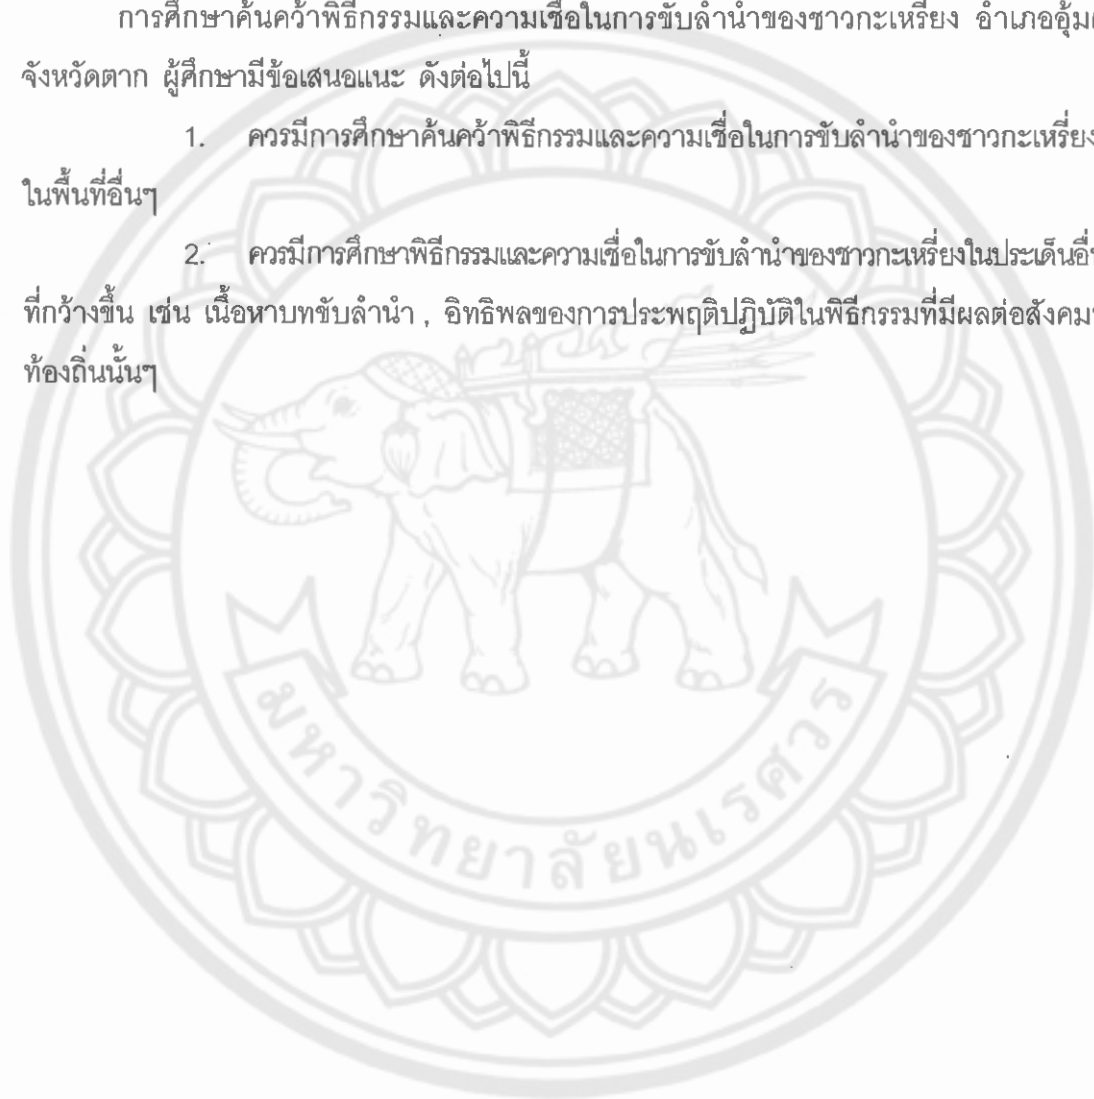 การศึกษาค้นคว้าพิธีกรรมและความเชื่อในการขับลำนำของชาวกะเหรี่ยง อำเภออุ้ม
จังหวัดตาก ผู้ศึกษามีข้อเสนอแนะ ดังต่อไปนี้
1. ควรมีการศึกษาค้นคว้าพิธีกรรมและความเชื่อในการขับลำนำของชาวกะเหรี่ยง
ในพื้นที่อื่นๆ
2. ควรมีการศึกษาพิธีกรรมและความเชื่อในการขับลำนำของชาวกะเหรี่ยงในประเด็นอื่น
ที่กว้างขึ้น เช่น เนื้อหาบทขับลำนำ , อิทธิพลของการประพฤติปฏิบัติในพิธีกรรมที่มีผลต่อสังคม
ท้องถิ่นนั้นๆ
มหาวิทยาลัยนเรศวร